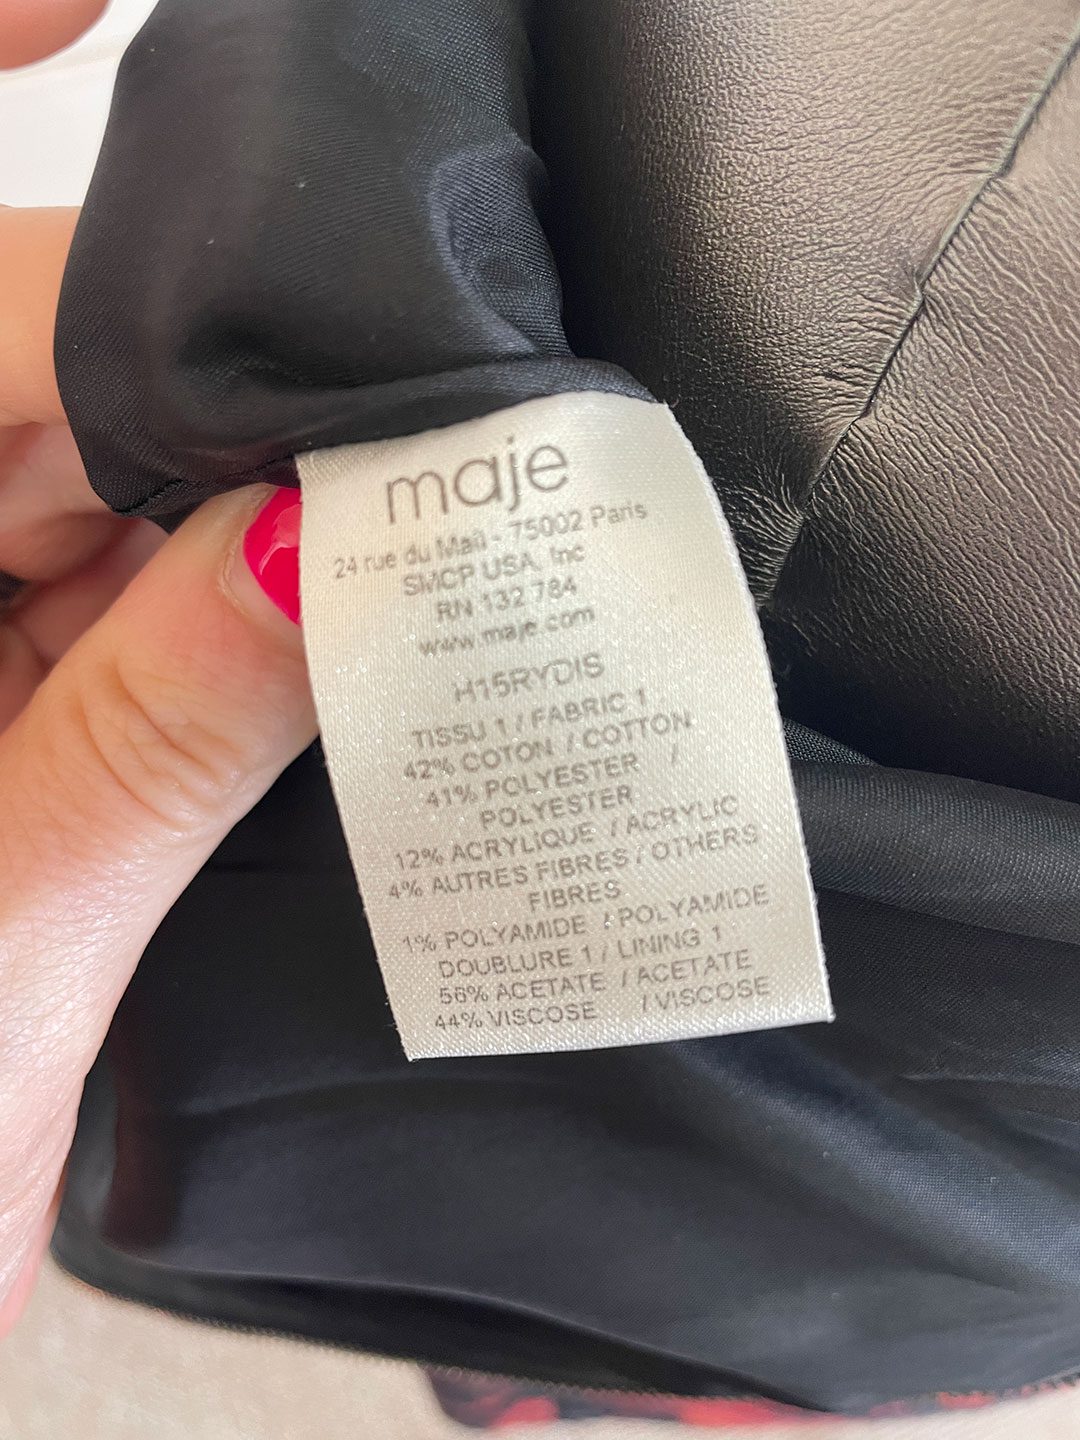 maje
24 rue du Mail - 75002 Paris
SMCP USA, Inc
RN 132 784
www.maje.com
H15RYDIS
TISSU 1 / FABRIC 1
42% COTON / COTTON
41% POLYESTER /
POLYESTER
12% ACRYLIQUE / ACRYLIC
4% AUTRES FIBRES / OTHERS
FIBRES
1% POLYAMIDE / POLYAMIDE
DOUBLURE 1 / LINING 1
56% ACETATE / ACETATE
44% VISCOSE / VISCOSE